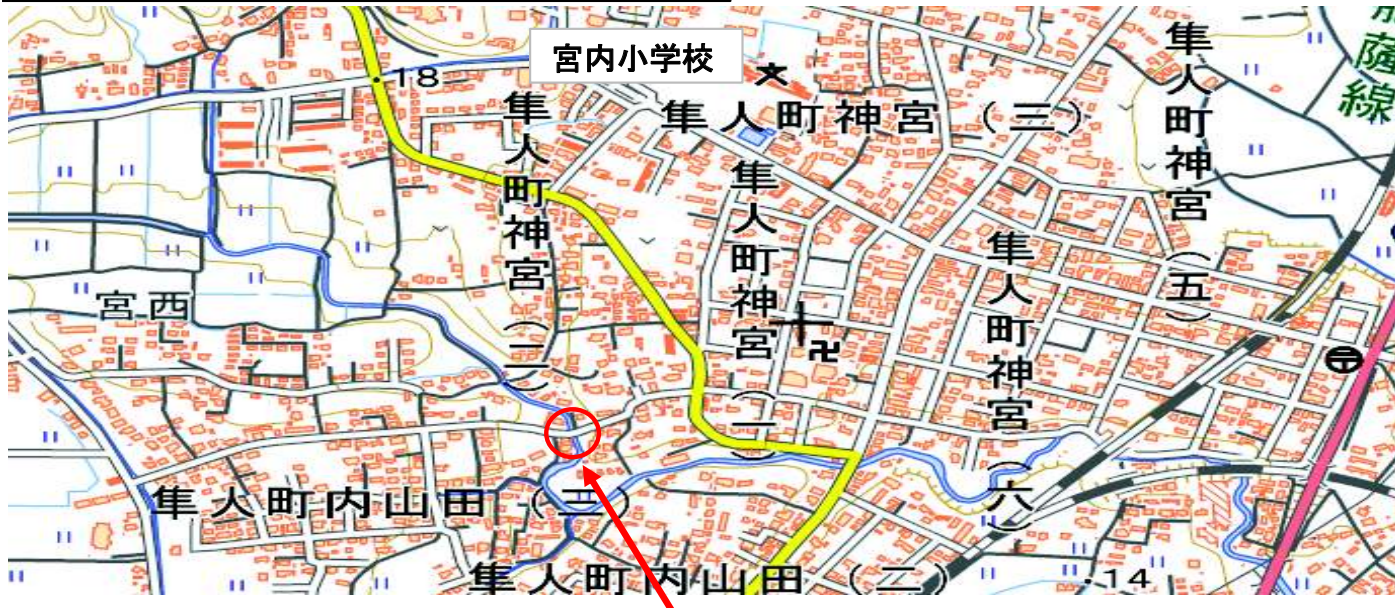 宮内小学校
薩線
18
隼人町神宮(三)
隼人町神宮(五)
隼人町神宮(二)
隼人町神宮(一)
隼人町神宮(六)
宮西
隼人町内山田(三)
隼人町内山田(二)
14